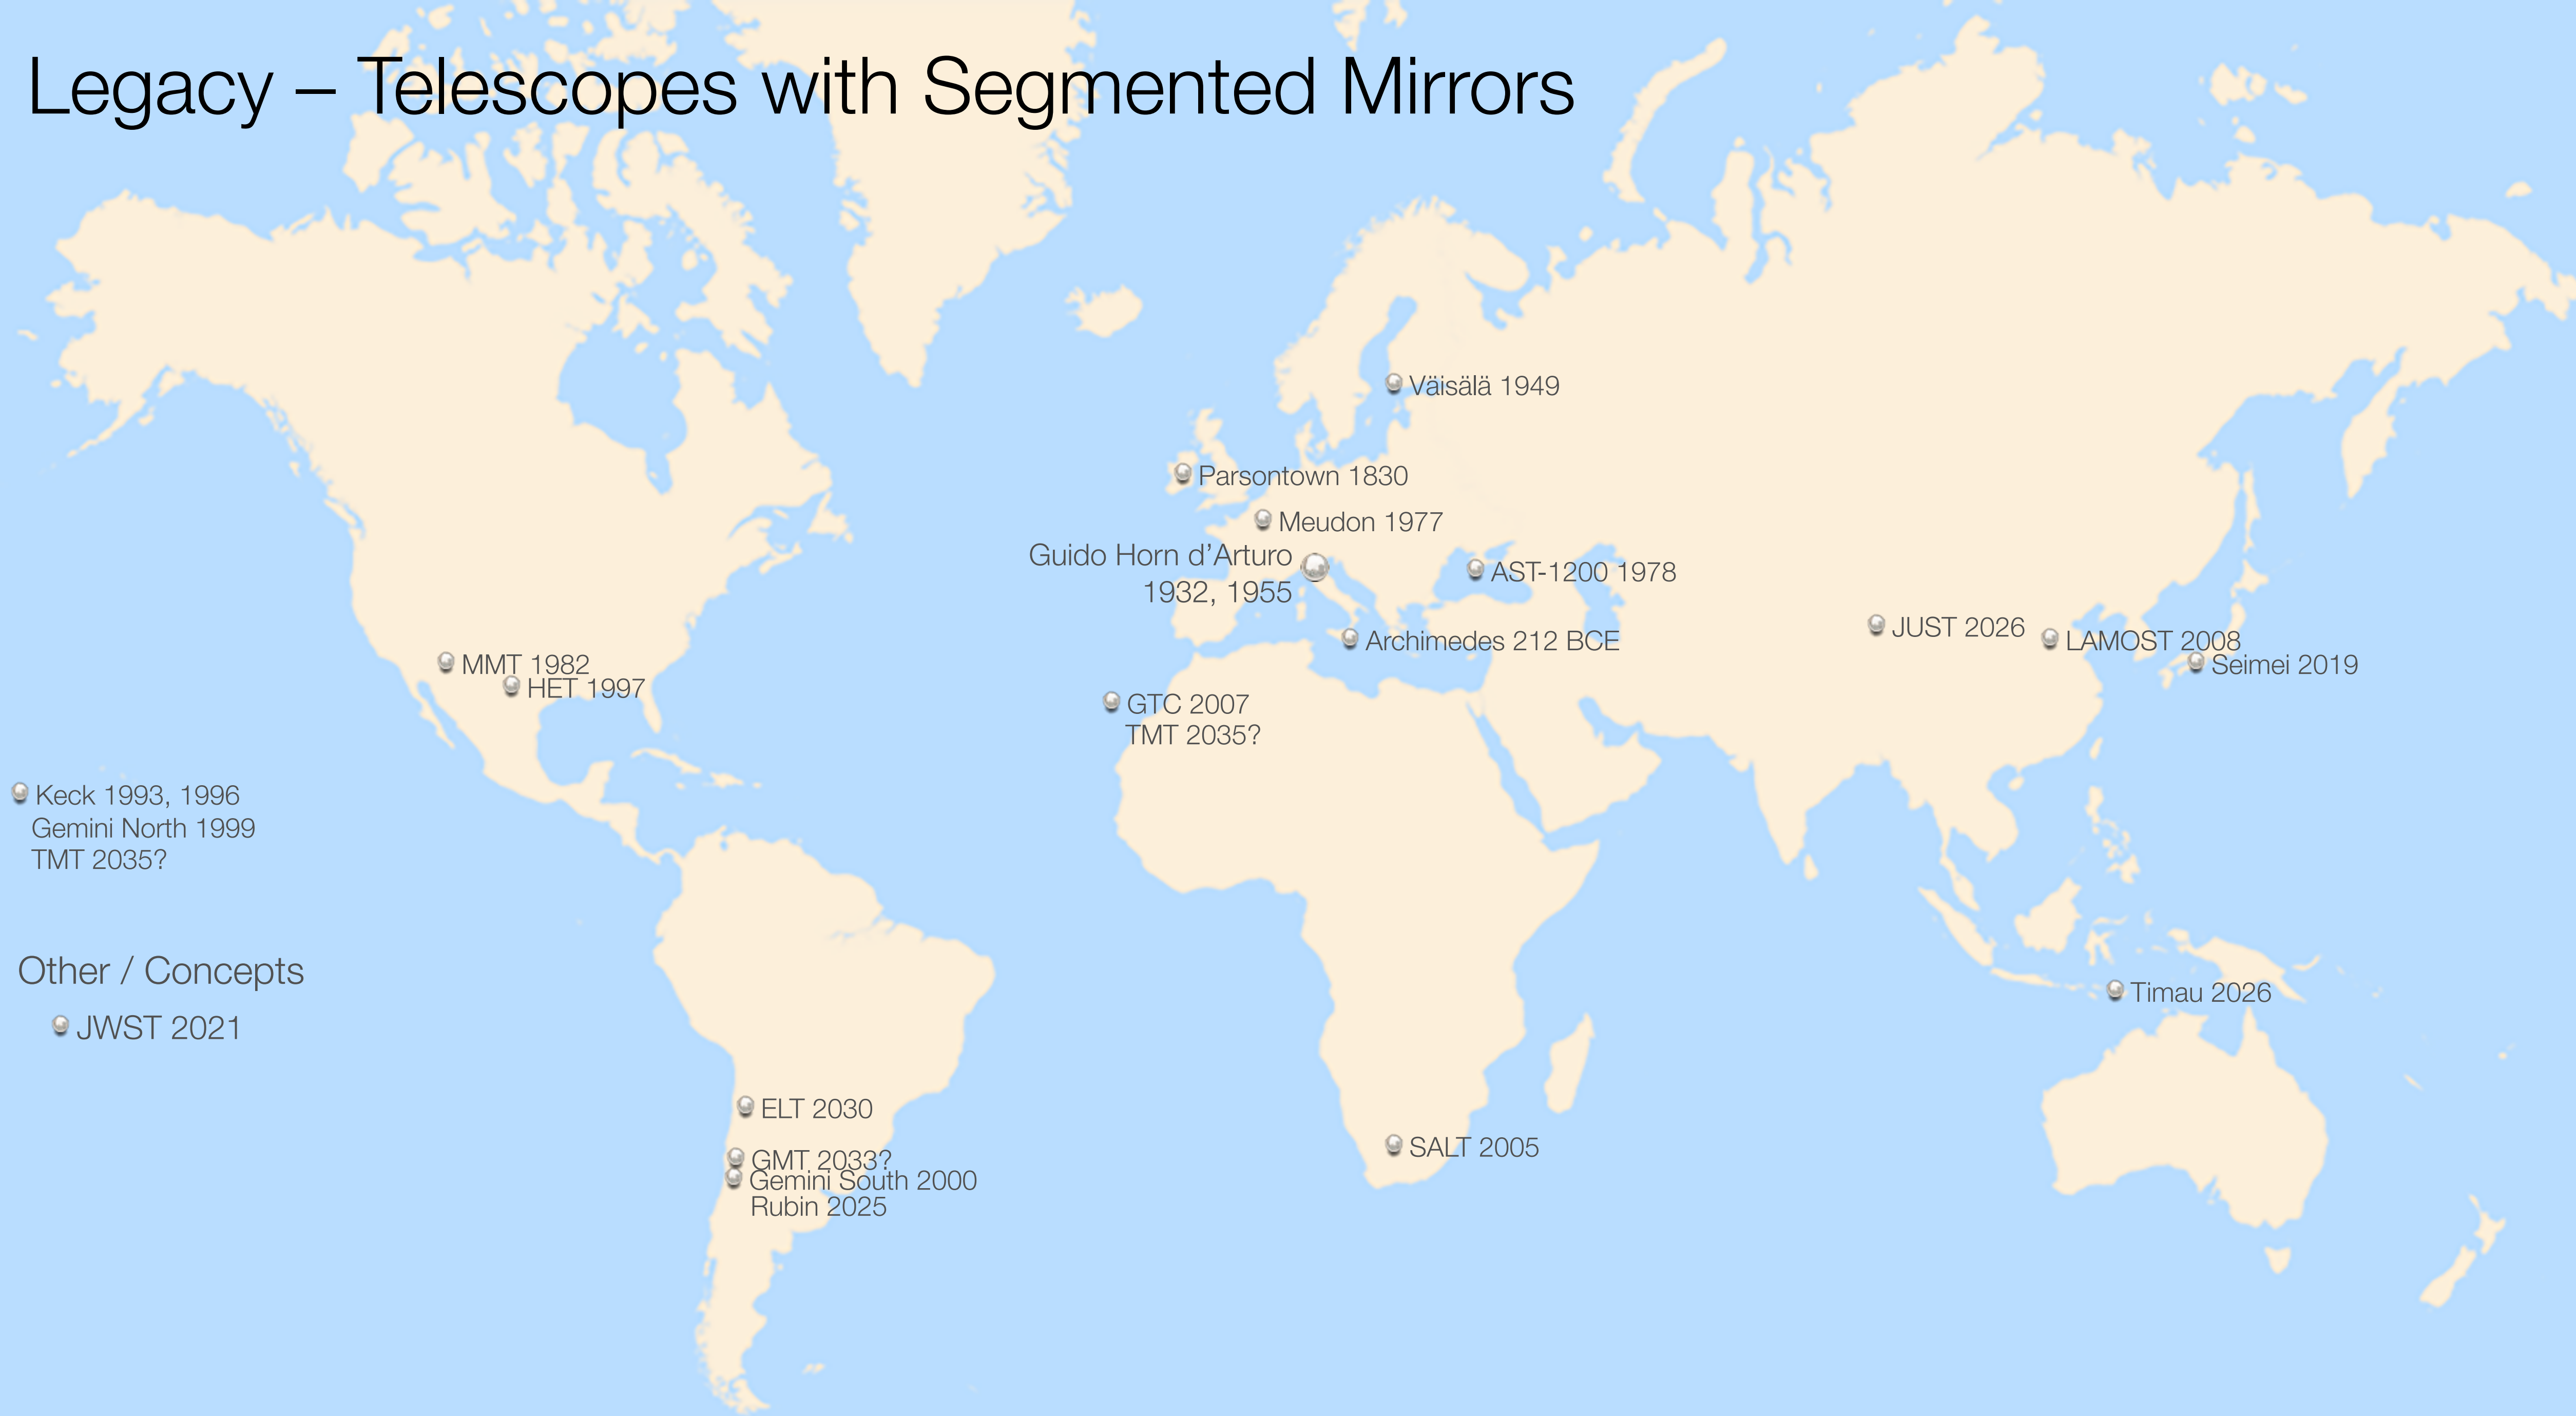 Legacy – Telescopes with Segmented Mirrors
Väisälä 1949
Parsontown 1830
Meudon 1977
Guido Horn d’Arturo
1932, 1955
AST-1200 1978
Archimedes 212 BCE
JUST 2026
LAMOST 2008
Seimei 2019
MMT 1982
HET 1997
GTC 2007
TMT 2035?
Keck 1993, 1996
Gemini North 1999
TMT 2035?
Other / Concepts
JWST 2021
Timau 2026
ELT 2030
GMT 2033?
Gemini South 2000
Rubin 2025
SALT 2005